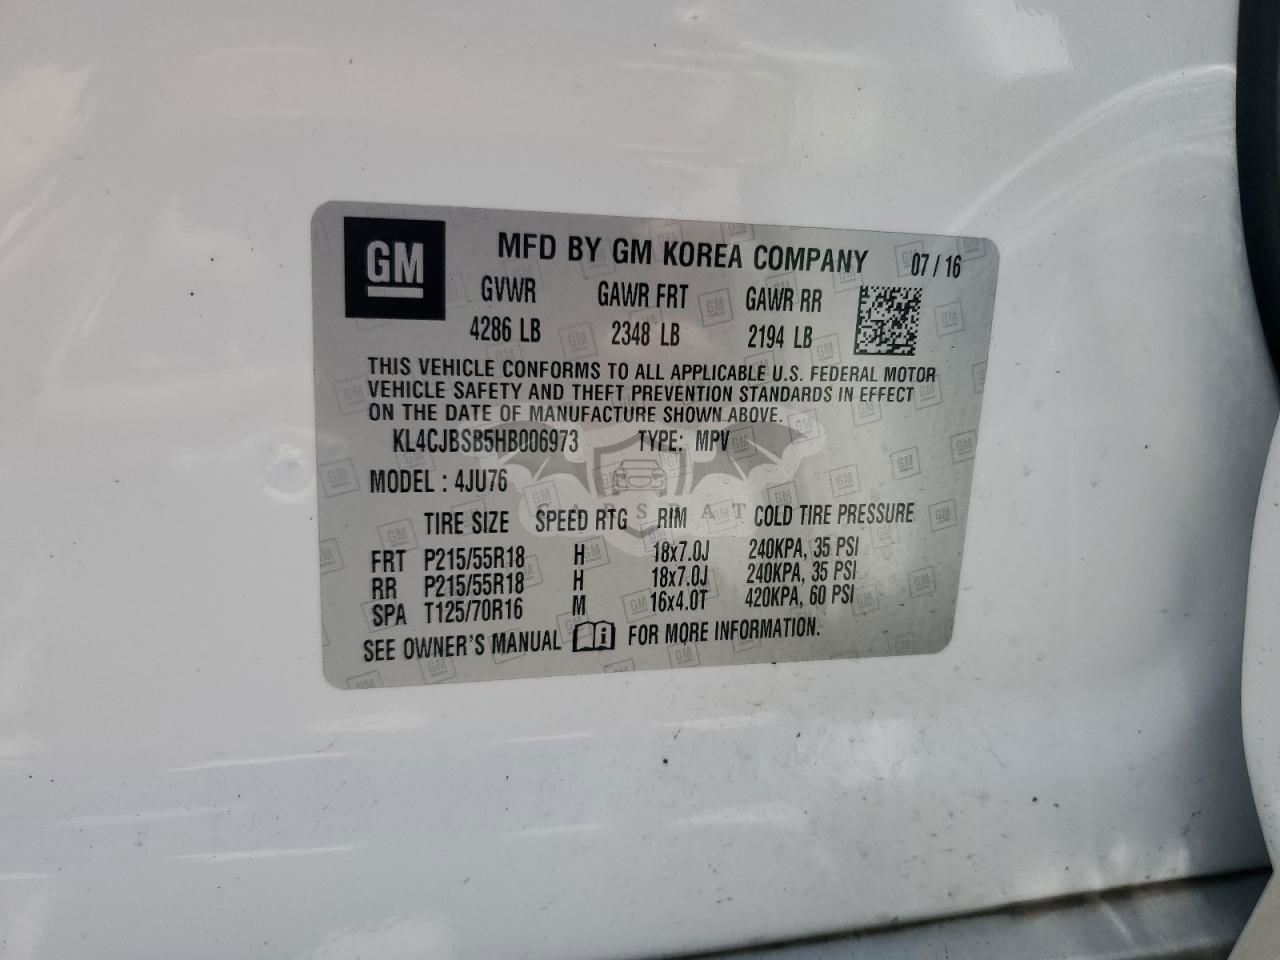 GM
MFD BY GM KOREA COMPANY 07/16
GVWR GAWR FRT GAWR RR
4286 LB 2348 LB 2194 LB
THIS VEHICLE CONFORMS TO ALL APPLICABLE U.S. FEDERAL MOTOR
VEHICLE SAFETY AND THEFT PREVENTION STANDARDS IN EFFECT
ON THE DATE OF MANUFACTURE SHOWN ABOVE.
KL4CJBSB5HB006973 TYPE: MPV
MODEL : 4JU76
CARSBAT
TIRE SIZE SPEED RTG RIM COLD TIRE PRESSURE
FRT P215/55R18 H 18x7.0J 240KPA, 35 PSI
RR P215/55R18 H 18x7.0J 240KPA, 35 PSI
SPA T125/70R16 M 16x4.0T 420KPA, 60 PSI
SEE OWNER'S MANUAL i FOR MORE INFORMATION.